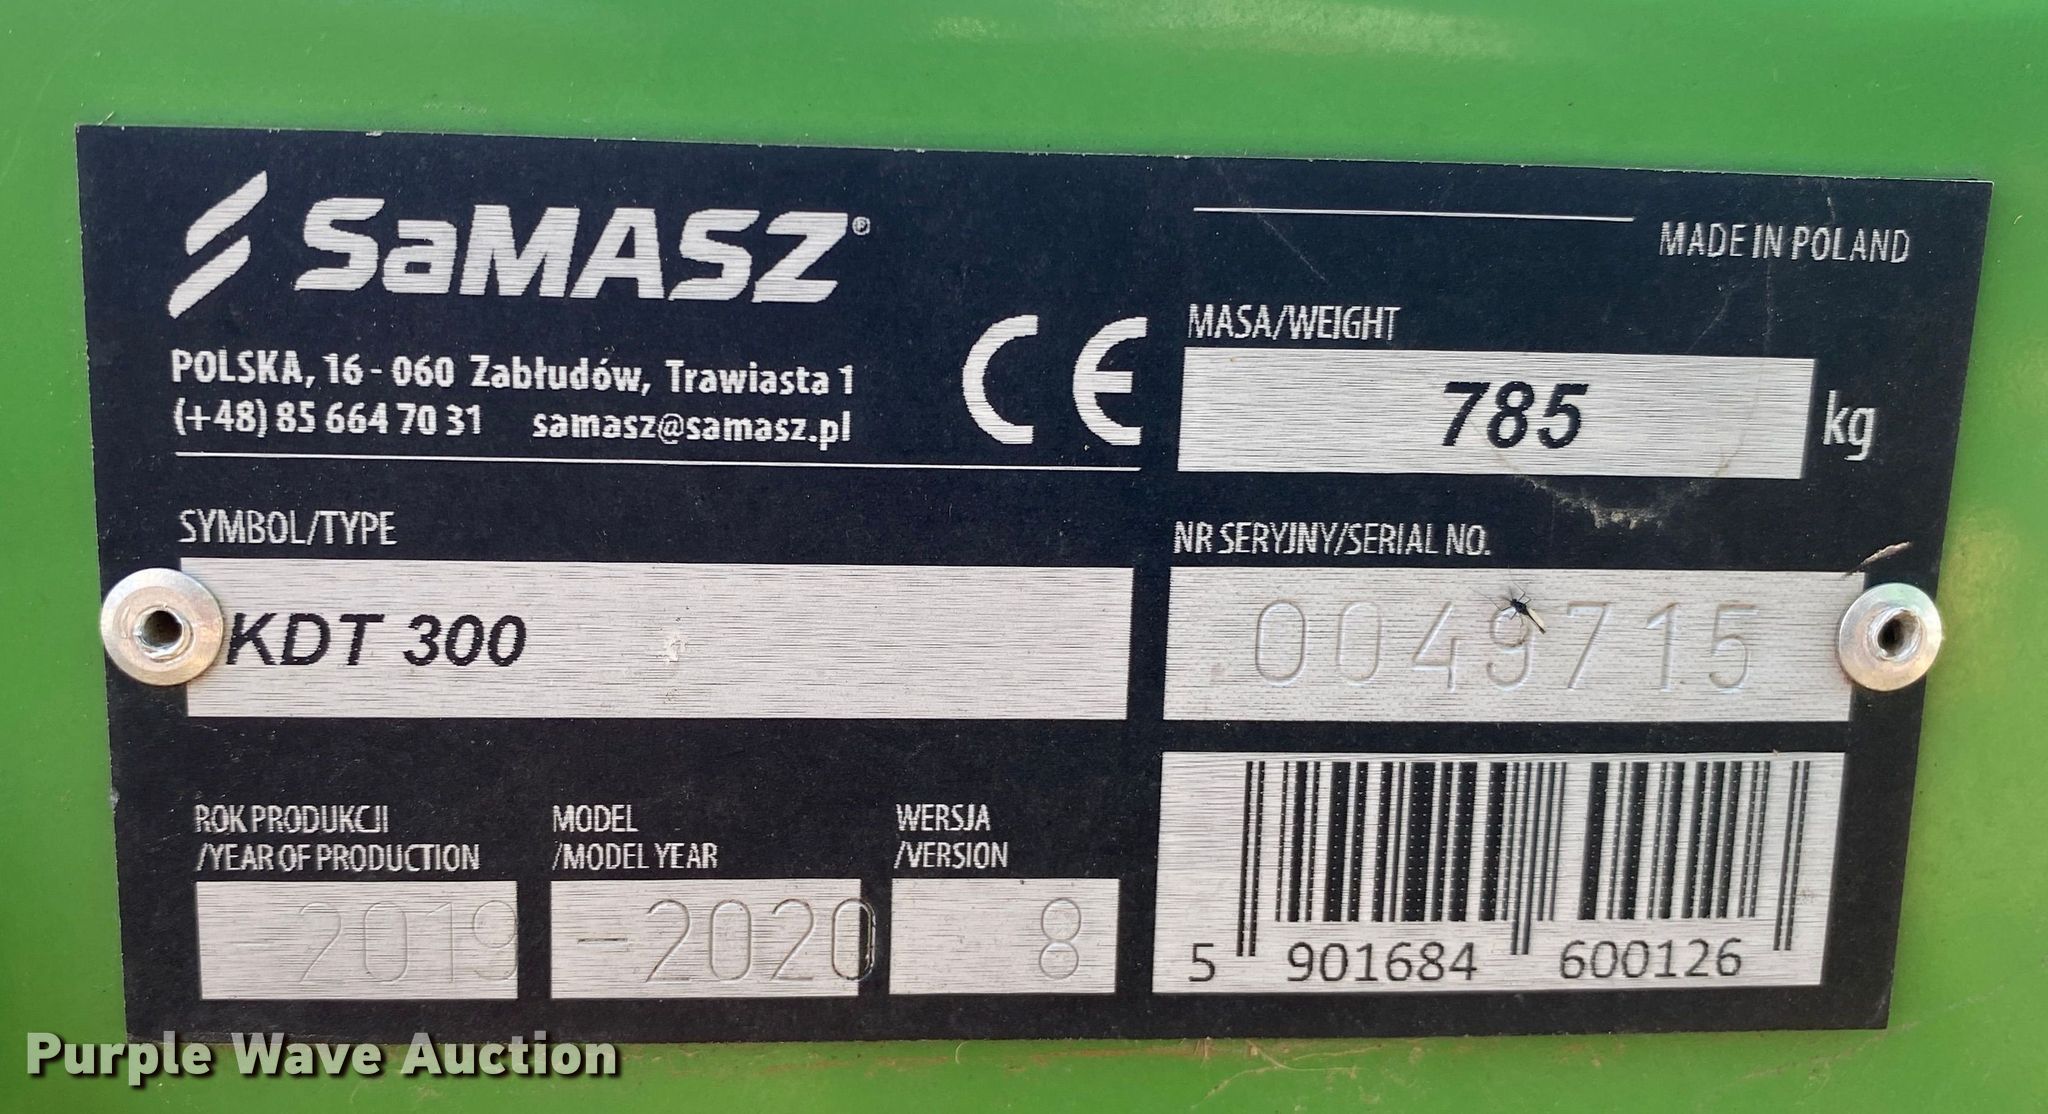 SaMASZ®
POLSKA, 16 - 060 Zabłudów, Trawiasta 1
(+48) 85 664 70 31 samasz@samasz.pl
CE
MADE IN POLAND
MASA/WEIGHT
785 kg
SYMBOL/TYPE
KDT 300
NR SERYJNY/SERIAL NO.
0049715
ROK PRODUKCJI
/YEAR OF PRODUCTION
-2019
MODEL
/MODEL YEAR
-2020
WERSJA
/VERSION
8
5 901684 600126
Purple Wave Auction